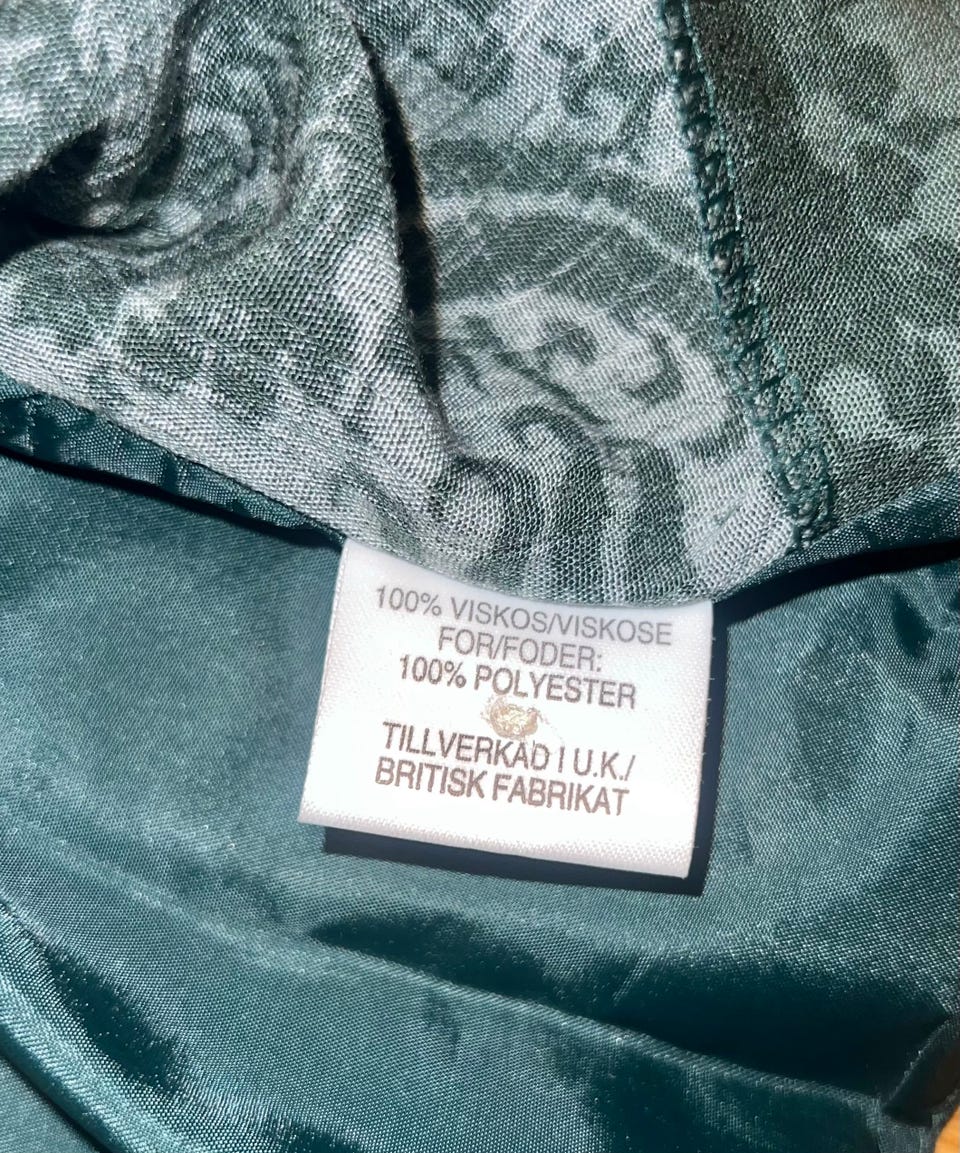 100% VISKOS/VISKOSE
FOR/FODER:
100% POLYESTER
TILLVERKAD I U.K./
BRITISK FABRIKAT